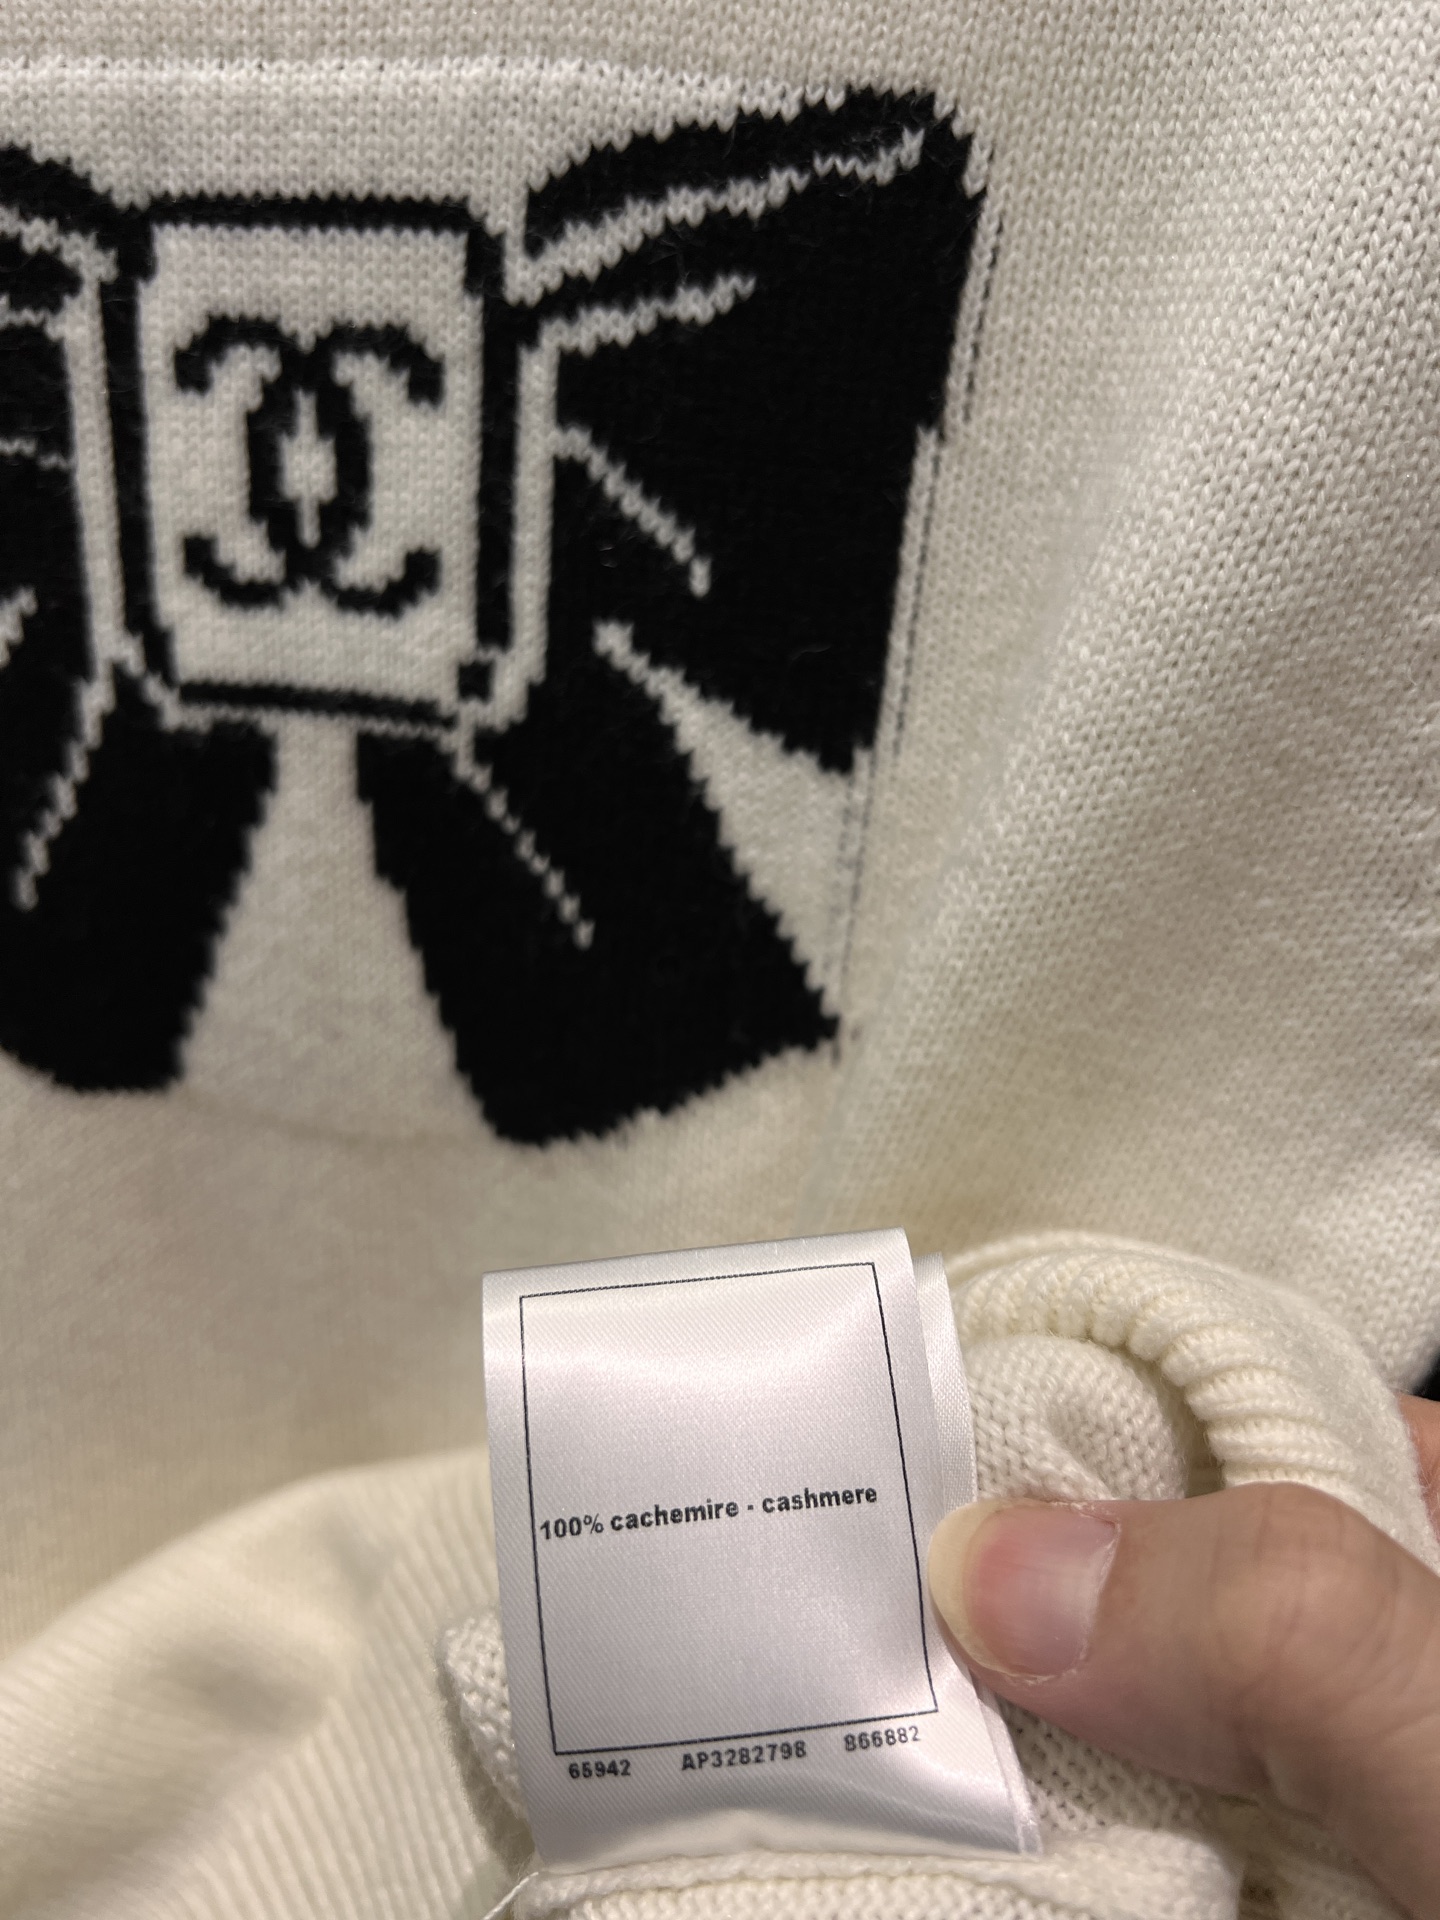 100% cachemire - cashmere
65942 AP3282798 866882